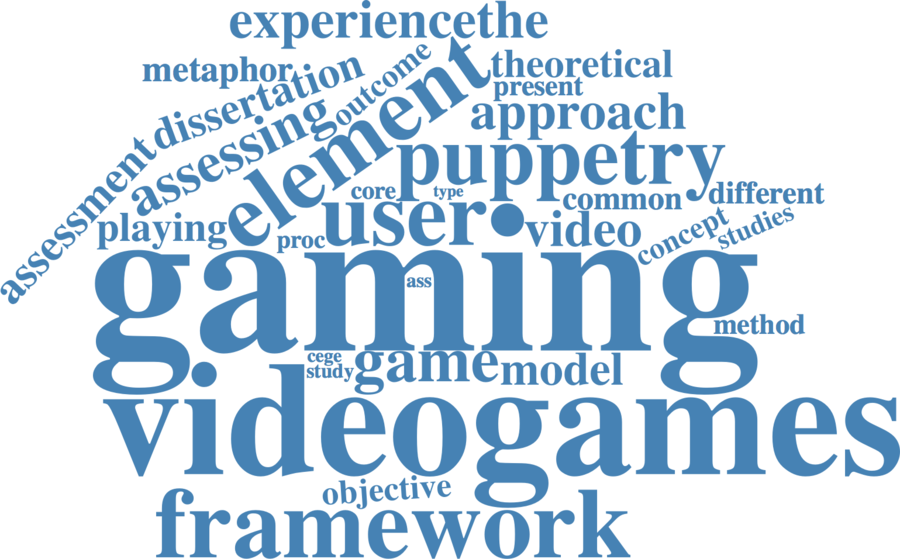 experiencethe
metaphor
dissertation
outcome
element
theoretical
present
approach
assessment
assessing
puppetry
core
type
common
different
playing
proc
user
video
concept
studies
gaming
ass
method
cege
study
game
model
videogames
objective
framework